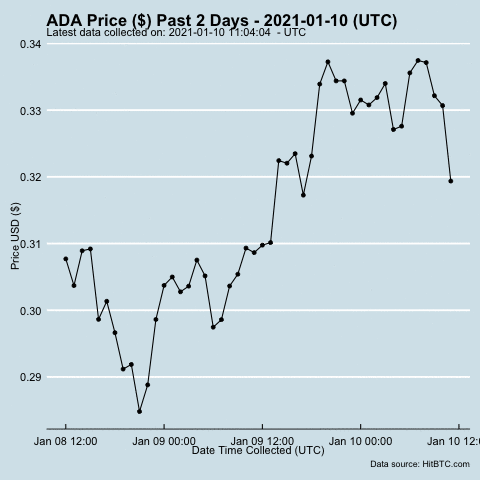 ADA Price ($) Past 2 Days - 2021-01-10 (UTC)
Latest data collected on: 2021-01-10 11:04:04  - UTC
0.34
0.33
0.32
0.31
0.30
0.29
Price USD ($)
Jan 08 12:00 Jan 09 00:00 Jan 09 12:00 Jan 10 00:00 Jan 10 12:0
Date Time Collected (UTC)
Data source: HitBTC.com